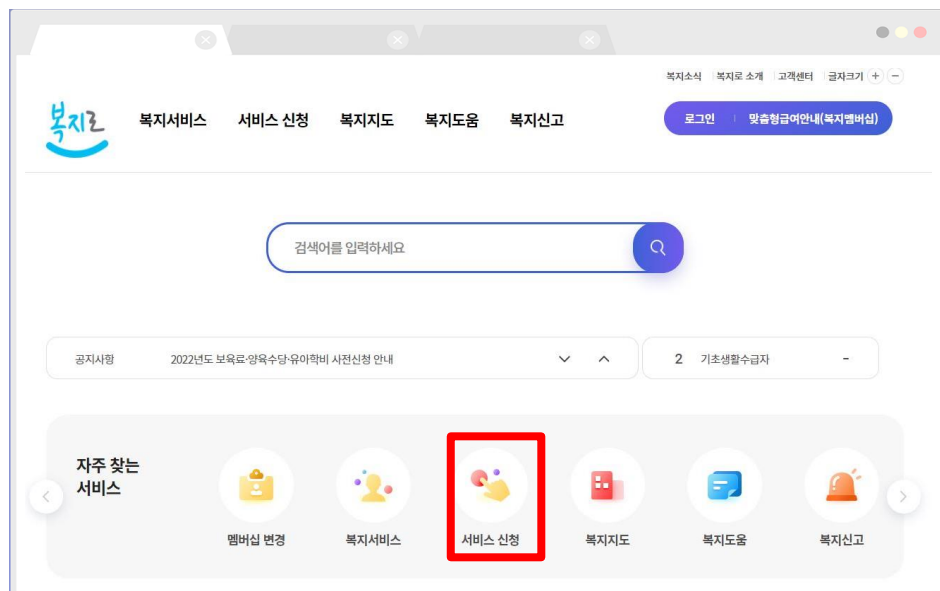 복지소식 복지로 소개 고객센터 글자크기 + −
복지로 복지서비스 서비스 신청 복지지도 복지도움 복지신고 로그인 맞춤형급여안내(복지멤버십)
검색어를 입력하세요
공지사항 2022년도 보육료·양육수당·유아학비 사전신청 안내 2 기초생활수급자 -
자주 찾는
서비스
멤버십 변경 복지서비스 서비스 신청 복지지도 복지도움 복지신고